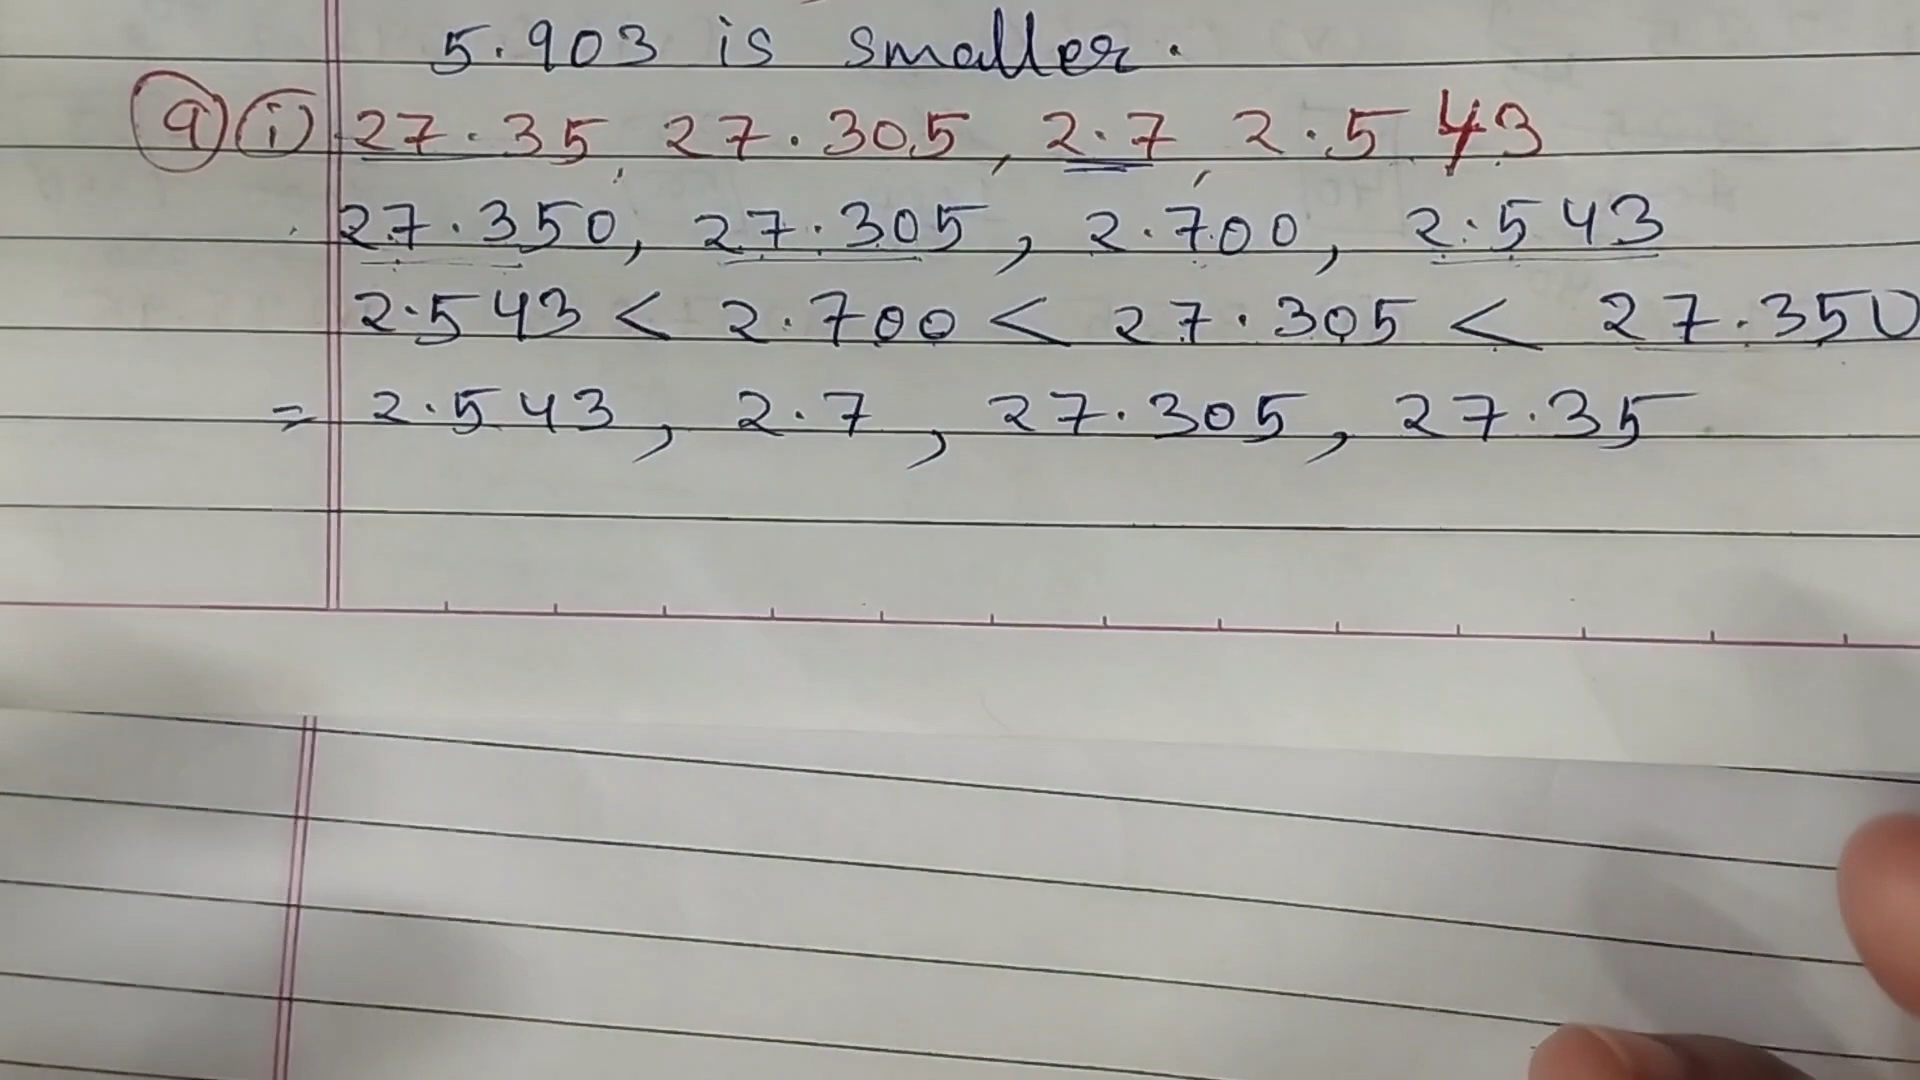 5.903 is smaller.
9 i 27.35, 27.305, 2.7, 2.543
27.350, 27.305, 2.700, 2.543
2.543 < 2.700 < 27.305 < 27.350
= 2.543, 2.7, 27.305, 27.35